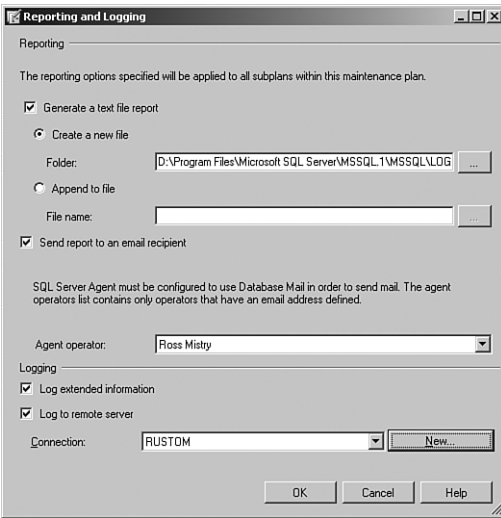 Reporting and Logging
Reporting
The reporting options specified will be applied to all subplans within this maintenance plan.
Generate a text file report
Create a new file
Folder: D:\Program Files\Microsoft SQL Server\MSSQL.1\MSSQL\LOG ...
Append to file
File name: ...
Send report to an email recipient
SQL Server Agent must be configured to use Database Mail in order to send mail. The agent
operators list contains only operators that have an email address defined.
Agent operator: Ross Mistry
Logging
Log extended information
Log to remote server
Connection: RUSTOM New...
OK Cancel Help